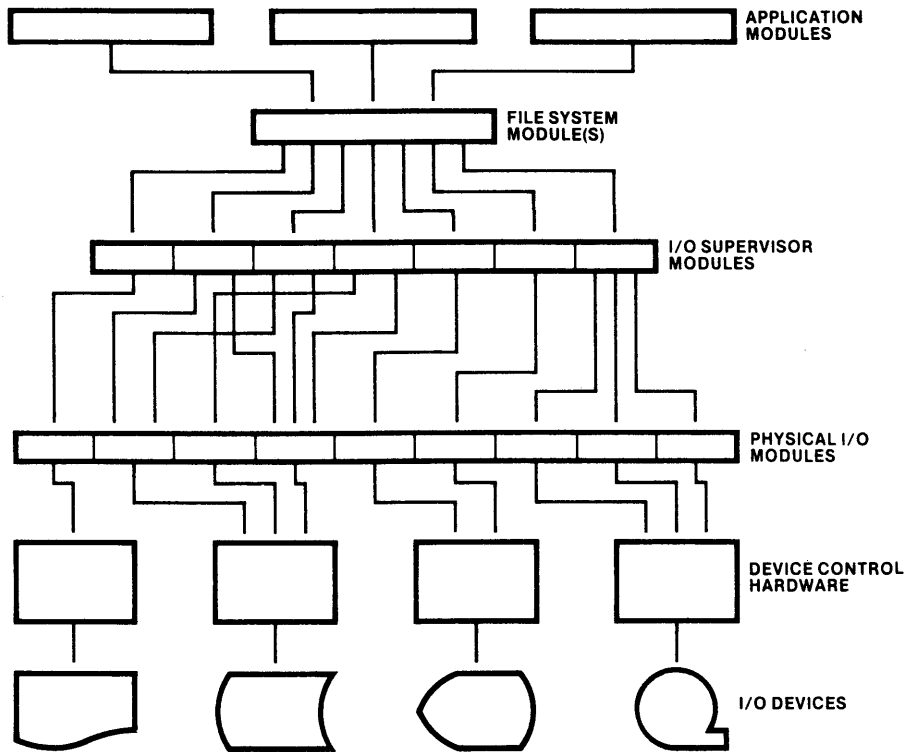 APPLICATION
MODULES
FILE SYSTEM
MODULE(S)
I/O SUPERVISOR
MODULES
PHYSICAL I/O
MODULES
DEVICE CONTROL
HARDWARE
I/O DEVICES